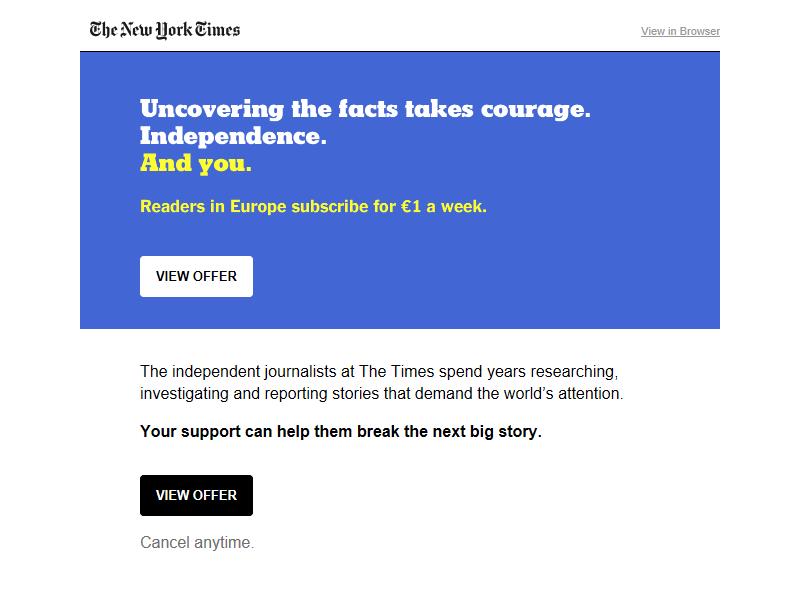 The New York Times
View in Browser
Uncovering the facts takes courage.
Independence.
And you.
Readers in Europe subscribe for €1 a week.
VIEW OFFER
The independent journalists at The Times spend years researching,
investigating and reporting stories that demand the world’s attention.
Your support can help them break the next big story.
VIEW OFFER
Cancel anytime.